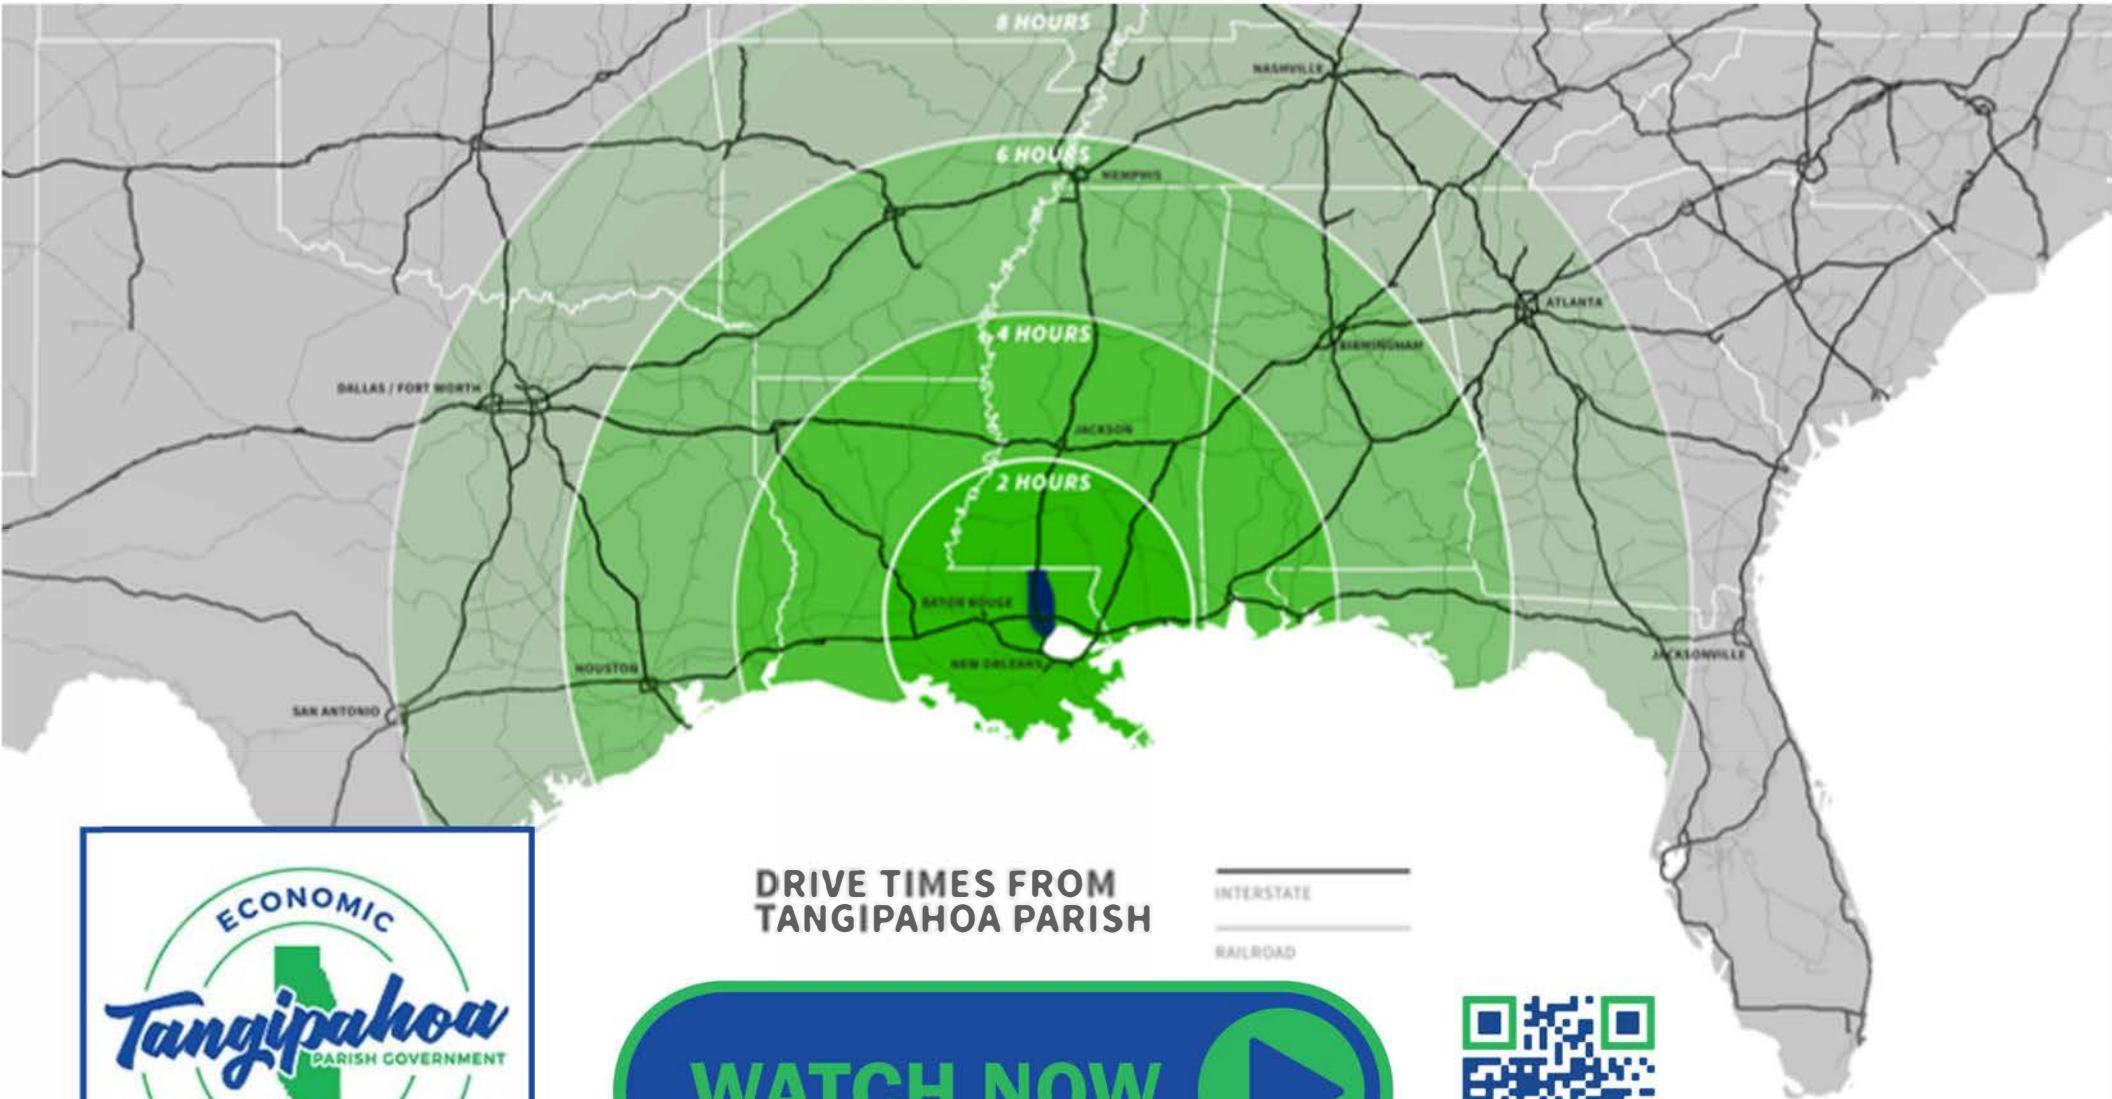 8 HOURS
NASHVILLE
6 HOURS
MEMPHIS
ATLANTA
4 HOURS
BIRMINGHAM
DALLAS / FORT WORTH
JACKSON
2 HOURS
BATON ROUGE
JACKSONVILLE
NEW ORLEANS
HOUSTON
SAN ANTONIO
DRIVE TIMES FROM
TANGIPAHOA PARISH
INTERSTATE
RAILROAD
ECONOMIC
Tangipahoa
PARISH GOVERNMENT
WATCH NOW